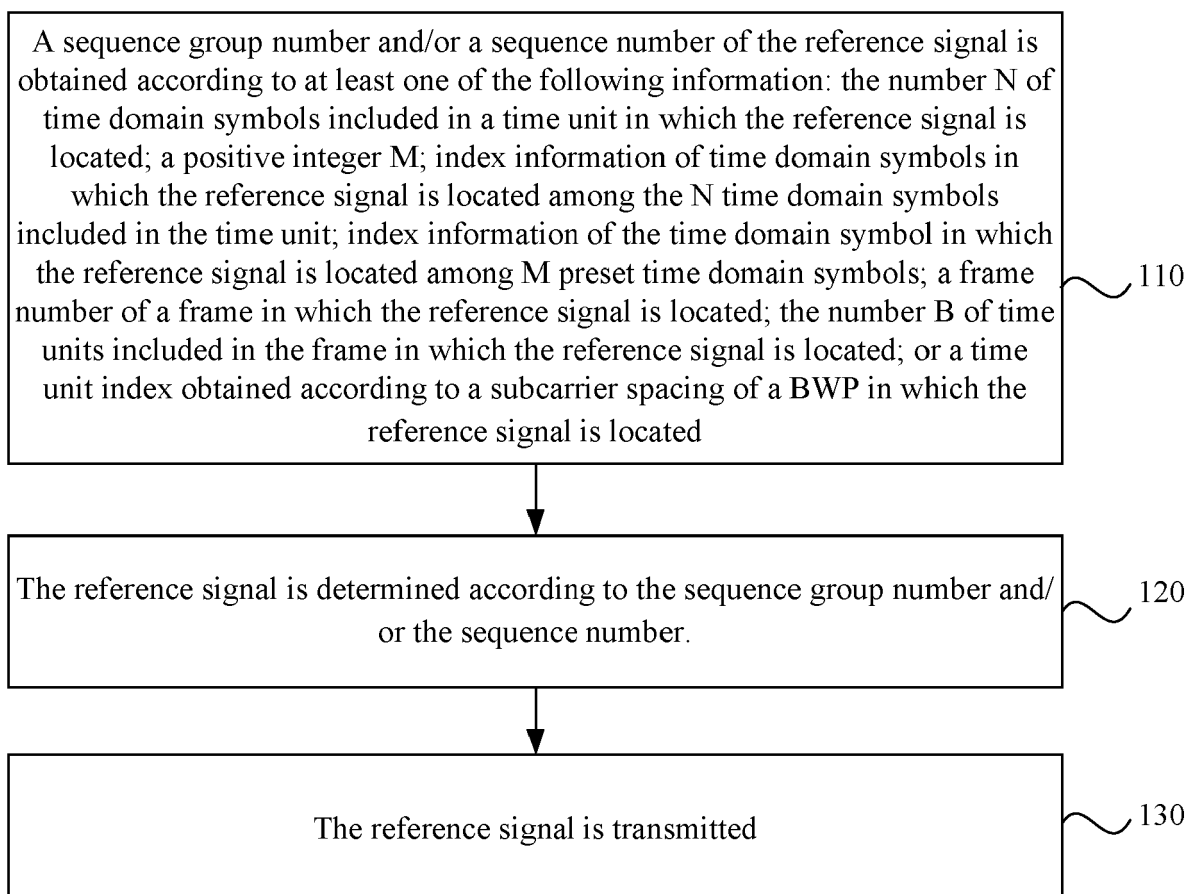 A sequence group number and/or a sequence number of the reference signal is
obtained according to at least one of the following information: the number N of
time domain symbols included in a time unit in which the reference signal is
located; a positive integer M; index information of time domain symbols in
which the reference signal is located among the N time domain symbols
included in the time unit; index information of the time domain symbol in which
the reference signal is located among M preset time domain symbols; a frame
number of a frame in which the reference signal is located; the number B of time
units included in the frame in which the reference signal is located; or a time
unit index obtained according to a subcarrier spacing of a BWP in which the
reference signal is located
110
The reference signal is determined according to the sequence group number and/
or the sequence number.
120
The reference signal is transmitted
130